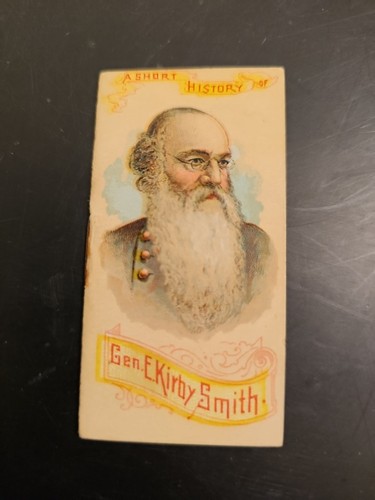 A SHORT
HISTORY OF
Gen. E. Kirby Smith.